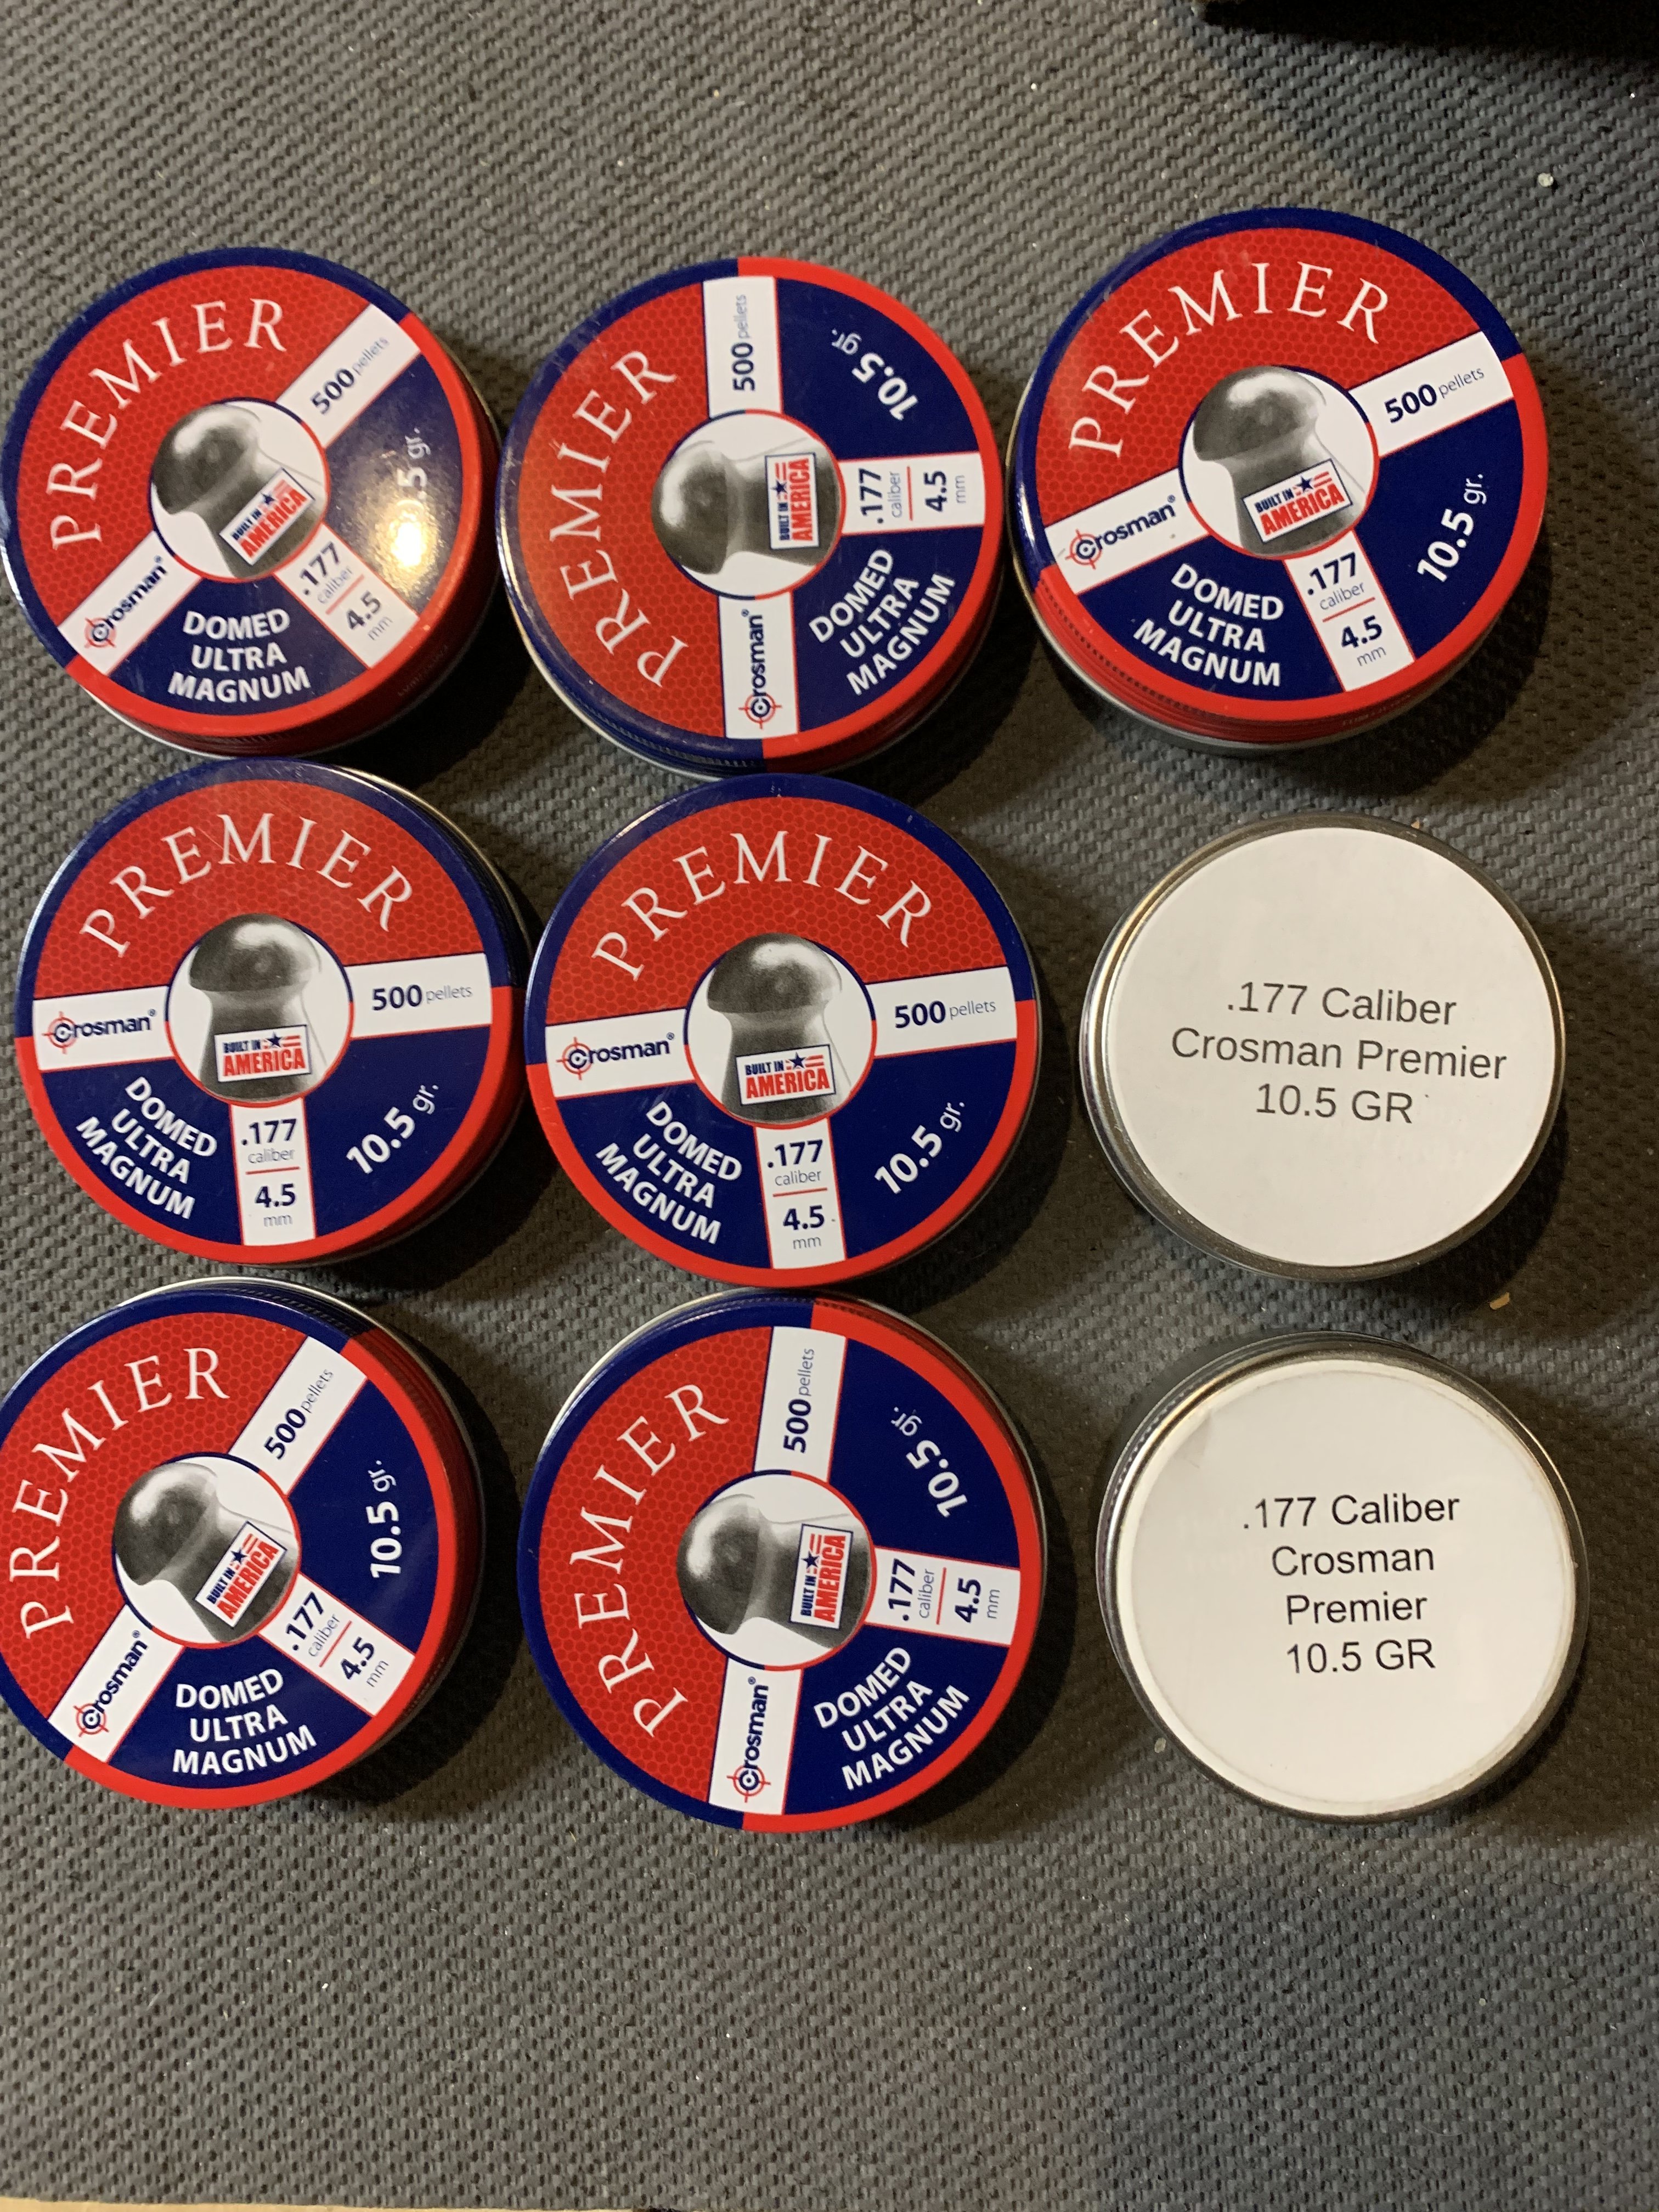 PREMIER
500 pellets
.5 gr.
BUILT IN
AMERICA
.177
caliber
4.5
mm
Crosman®
DOMED
ULTRA
MAGNUM
PREMIER
500 pellets
10.5 gr.
BUILT IN
AMERICA
.177
caliber
4.5
mm
Crosman®
DOMED
ULTRA
MAGNUM
PREMIER
500 pellets
10.5 gr.
BUILT IN
AMERICA
.177
caliber
4.5
mm
Crosman®
DOMED
ULTRA
MAGNUM
PREMIER
500 pellets
10.5 gr.
BUILT IN
AMERICA
.177
caliber
4.5
mm
Crosman®
DOMED
ULTRA
MAGNUM
PREMIER
500 pellets
10.5 gr.
BUILT IN
AMERICA
.177
caliber
4.5
mm
Crosman®
DOMED
ULTRA
MAGNUM
.177 Caliber
Crosman Premier
10.5 GR
PREMIER
500 pellets
10.5 gr.
BUILT IN
AMERICA
.177
caliber
4.5
mm
Crosman®
DOMED
ULTRA
MAGNUM
PREMIER
500 pellets
10.5 gr.
BUILT IN
AMERICA
.177
caliber
4.5
mm
Crosman®
DOMED
ULTRA
MAGNUM
.177 Caliber
Crosman
Premier
10.5 GR